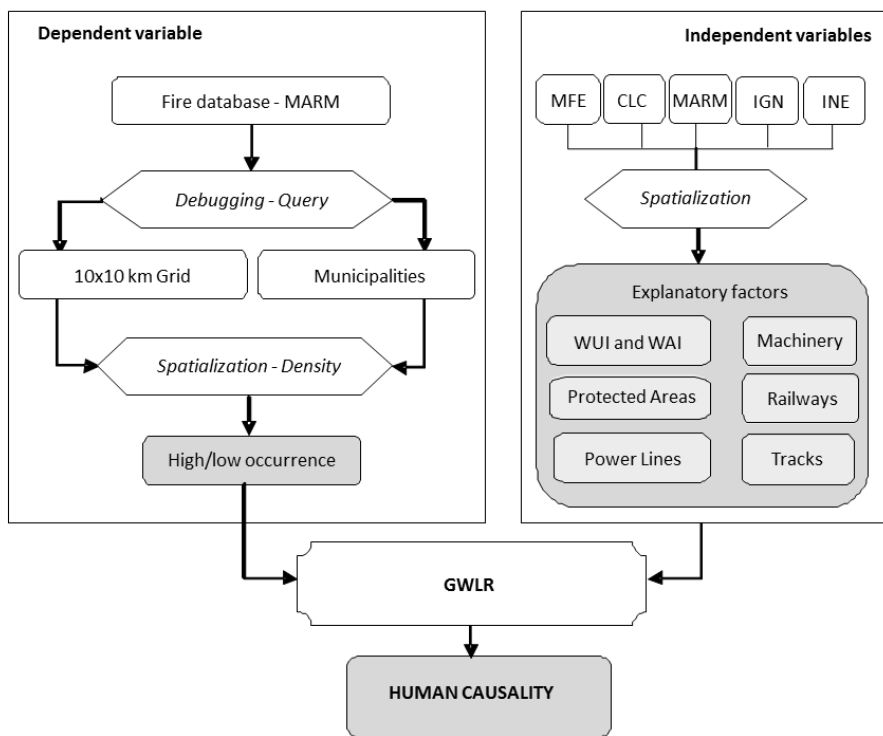 Dependent variable
Fire database - MARM
Debugging - Query
10x10 km Grid
Municipalities
Spatialization - Density
High/low occurrence
Independent variables
MFE
CLC
MARM
IGN
INE
Spatialization
Explanatory factors
WUI and WAI
Machinery
Protected Areas
Railways
Power Lines
Tracks
GWLR
HUMAN CAUSALITY